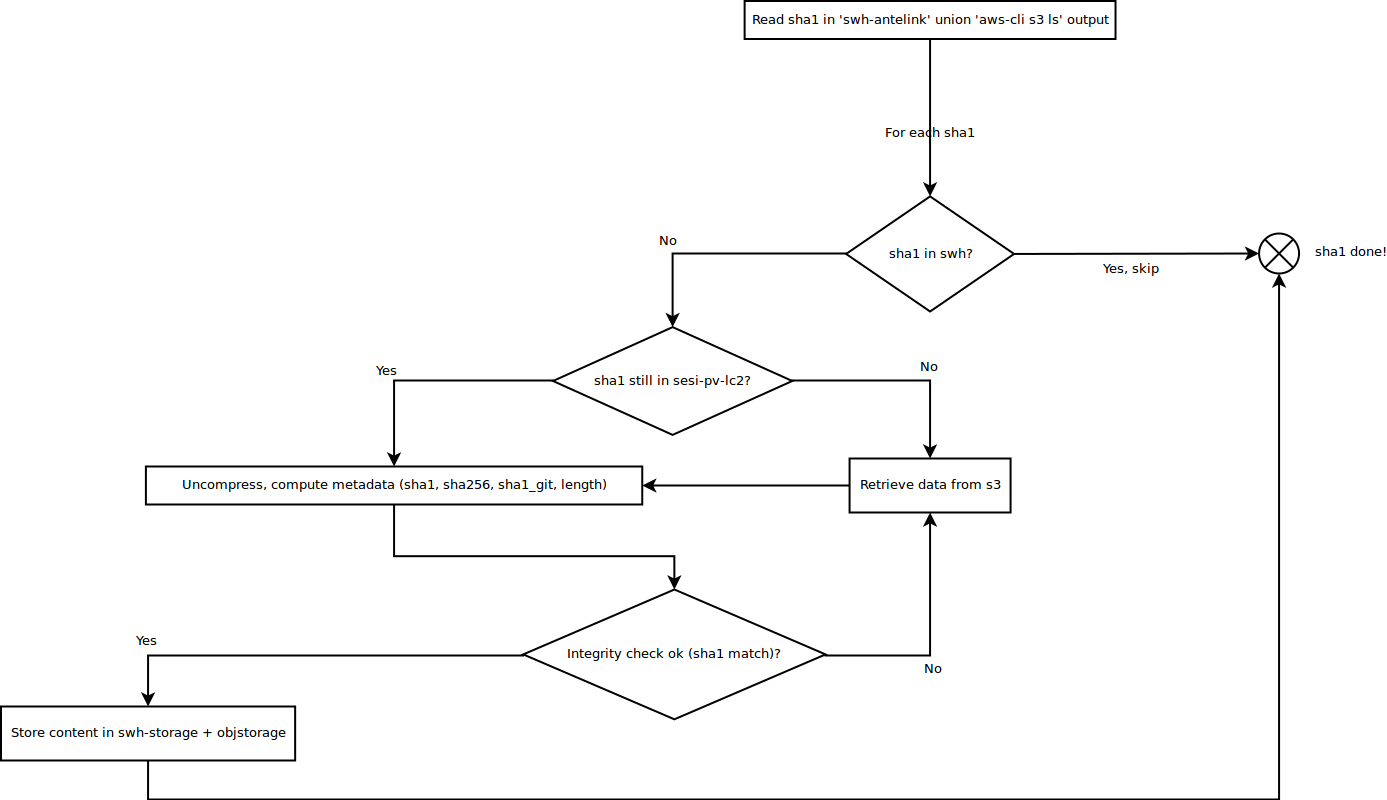 Read sha1 in 'swh-antelink' union 'aws-cli s3 ls' output
For each sha1
No
sha1 in swh?
Yes, skip
sha1 done!
Yes
sha1 still in sesi-pv-lc2?
No
Uncompress, compute metadata (sha1, sha256, sha1_git, length)
Retrieve data from s3
Yes
Integrity check ok (sha1 match)?
No
Store content in swh-storage + objstorage